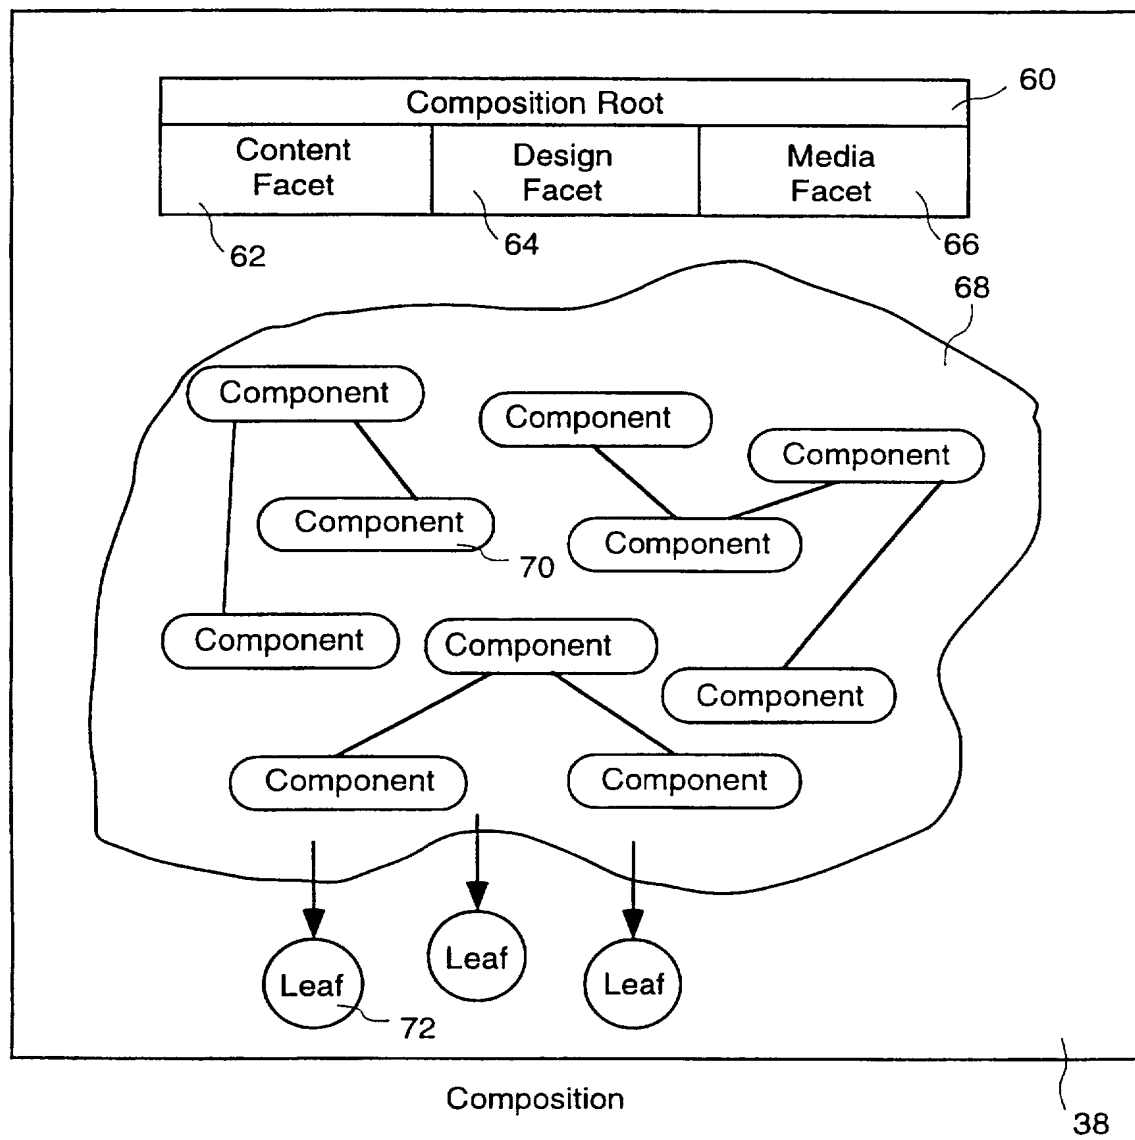 60
Composition Root
Content
Facet
Design
Facet
Media
Facet
62
64
66
68
Component
Component
Component
Component
70
Component
Component
Component
Component
Component
Component
Leaf
Leaf
Leaf
72
Composition
38